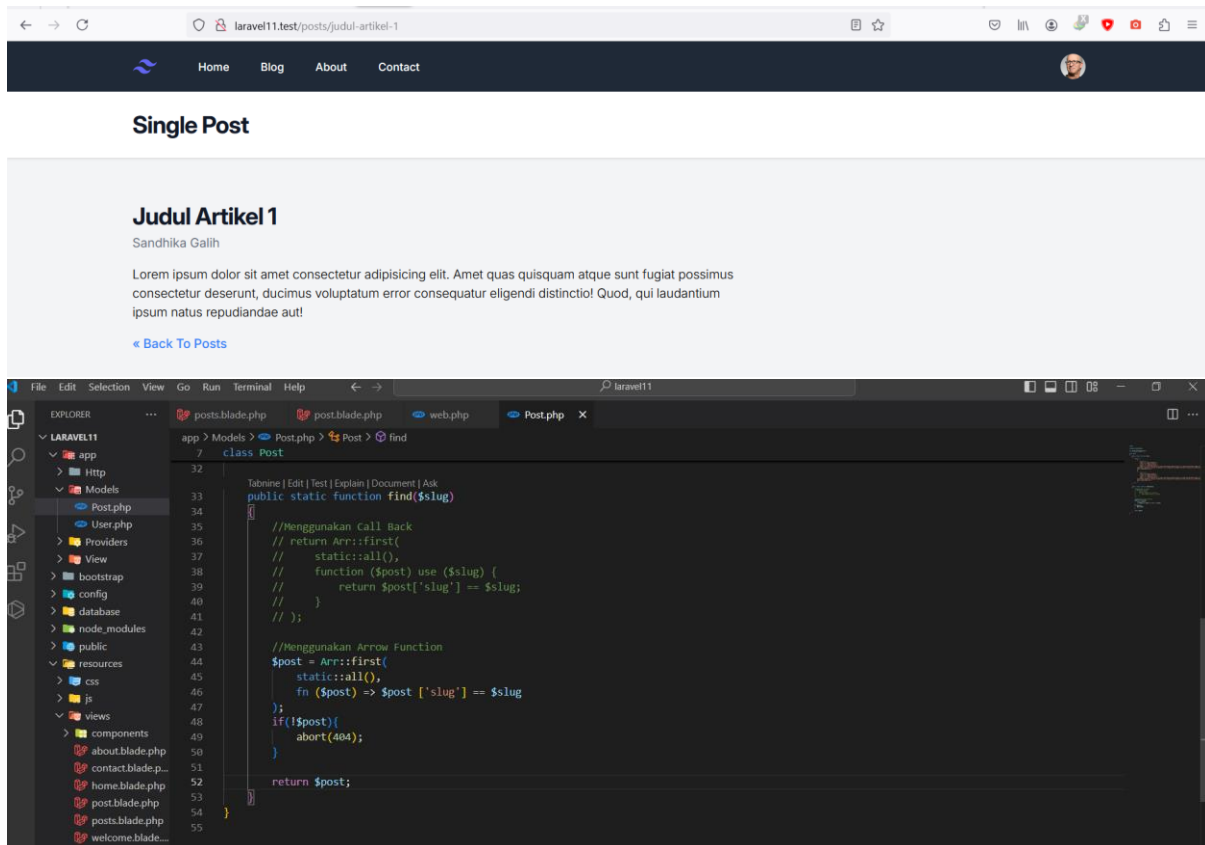 laravel11.test/posts/judul-artikel-1
Home Blog About Contact
Single Post
Judul Artikel 1
Sandhika Galih
Lorem ipsum dolor sit amet consectetur adipisicing elit. Amet quas quisquam atque sunt fugiat possimus
consectetur deserunt, ducimus voluptatum error consequatur eligendi distinctio! Quod, qui laudantium
ipsum natus repudiandae aut!
« Back To Posts
File Edit Selection View Go Run Terminal Help laravel11
EXPLORER
LARAVEL11
app
Http
Models
Post.php
User.php
Providers
View
bootstrap
config
database
node_modules
public
resources
css
js
views
components
about.blade.php
contact.blade.p...
home.blade.php
post.blade.php
posts.blade.php
welcome.blade....
posts.blade.php post.blade.php web.php Post.php
app > Models > Post.php > Post > find
7 class Post
32
Tabnine | Edit | Test | Explain | Document | Ask
33 public static function find($slug)
34 {
35 //Menggunakan Call Back
36 // return Arr::first(
37 // static::all(),
38 // function ($post) use ($slug) {
39 // return $post['slug'] == $slug;
40 // }
41 // );
42
43 //Menggunakan Arrow Function
44 $post = Arr::first(
45 static::all(),
46 fn ($post) => $post ['slug'] == $slug
47 );
48 if(!$post){
49 abort(404);
50 }
51
52 return $post;
53 }
54 }
55